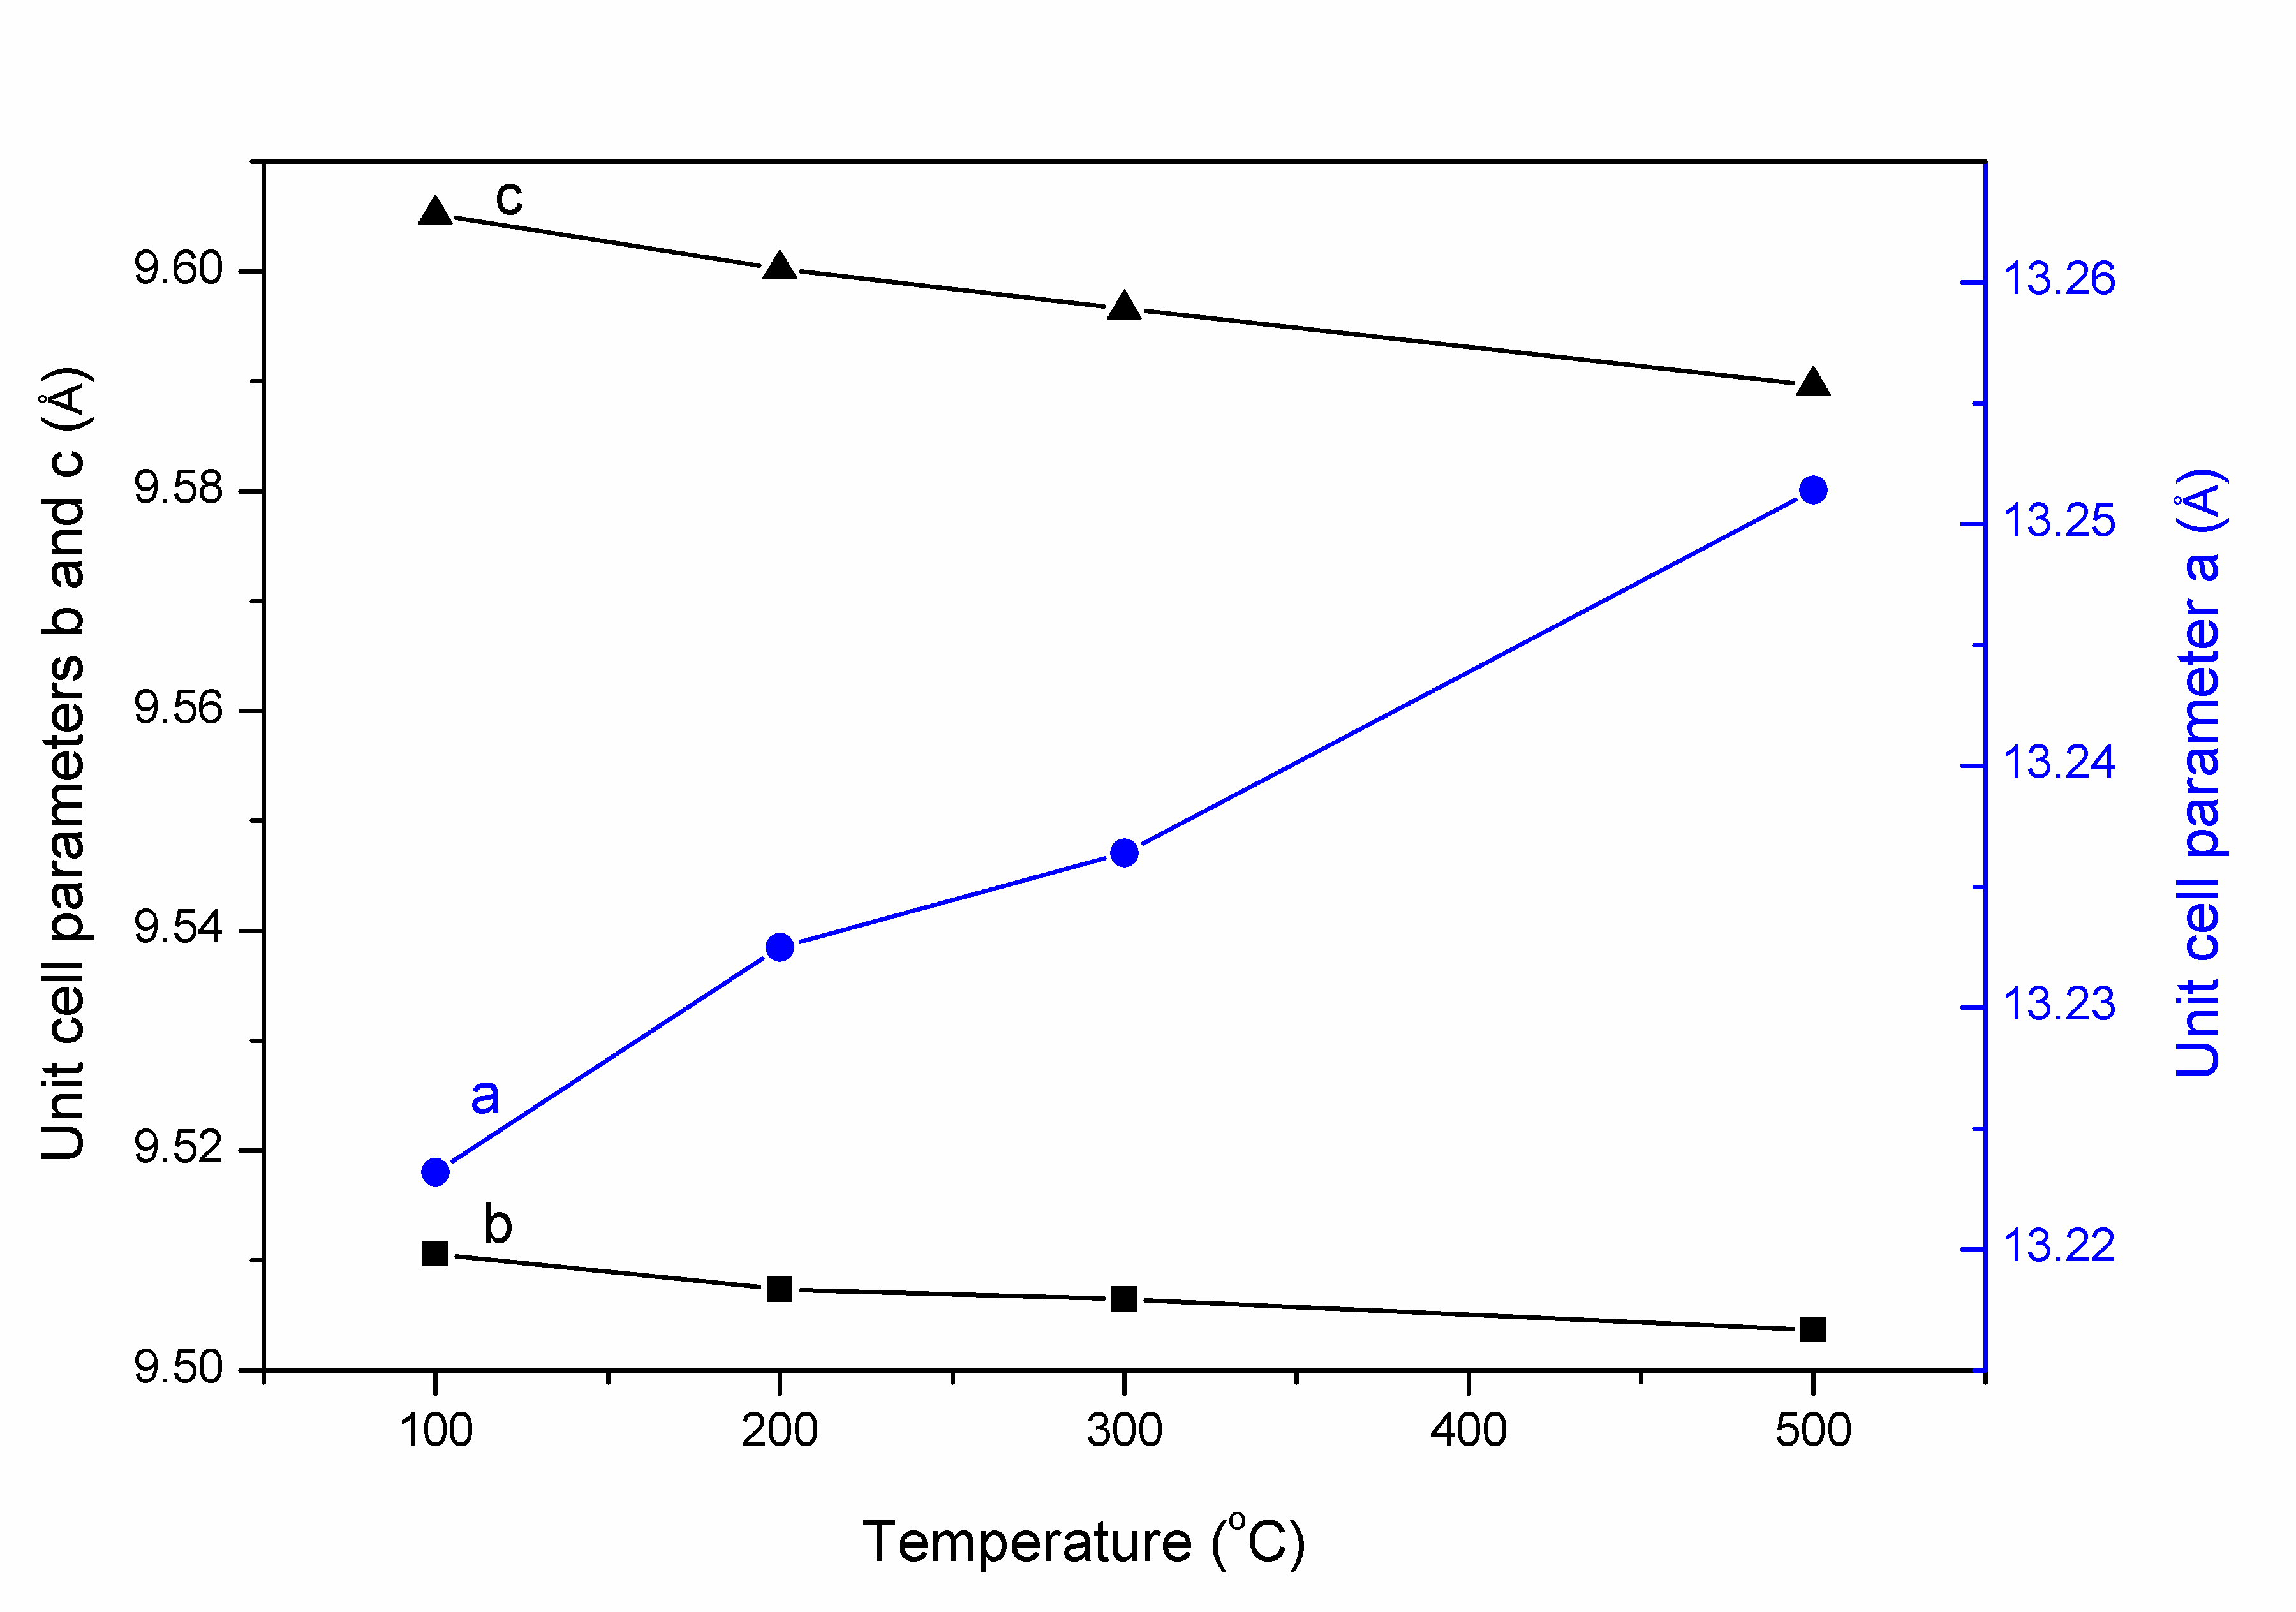 Unit cell parameters b and c (Å)
9.60
9.58
9.56
9.54
9.52
9.50
c
a
b
13.26
13.25
13.24
13.23
13.22
Unit cell parameter a (Å)
100 200 300 400 500
Temperature (°C)